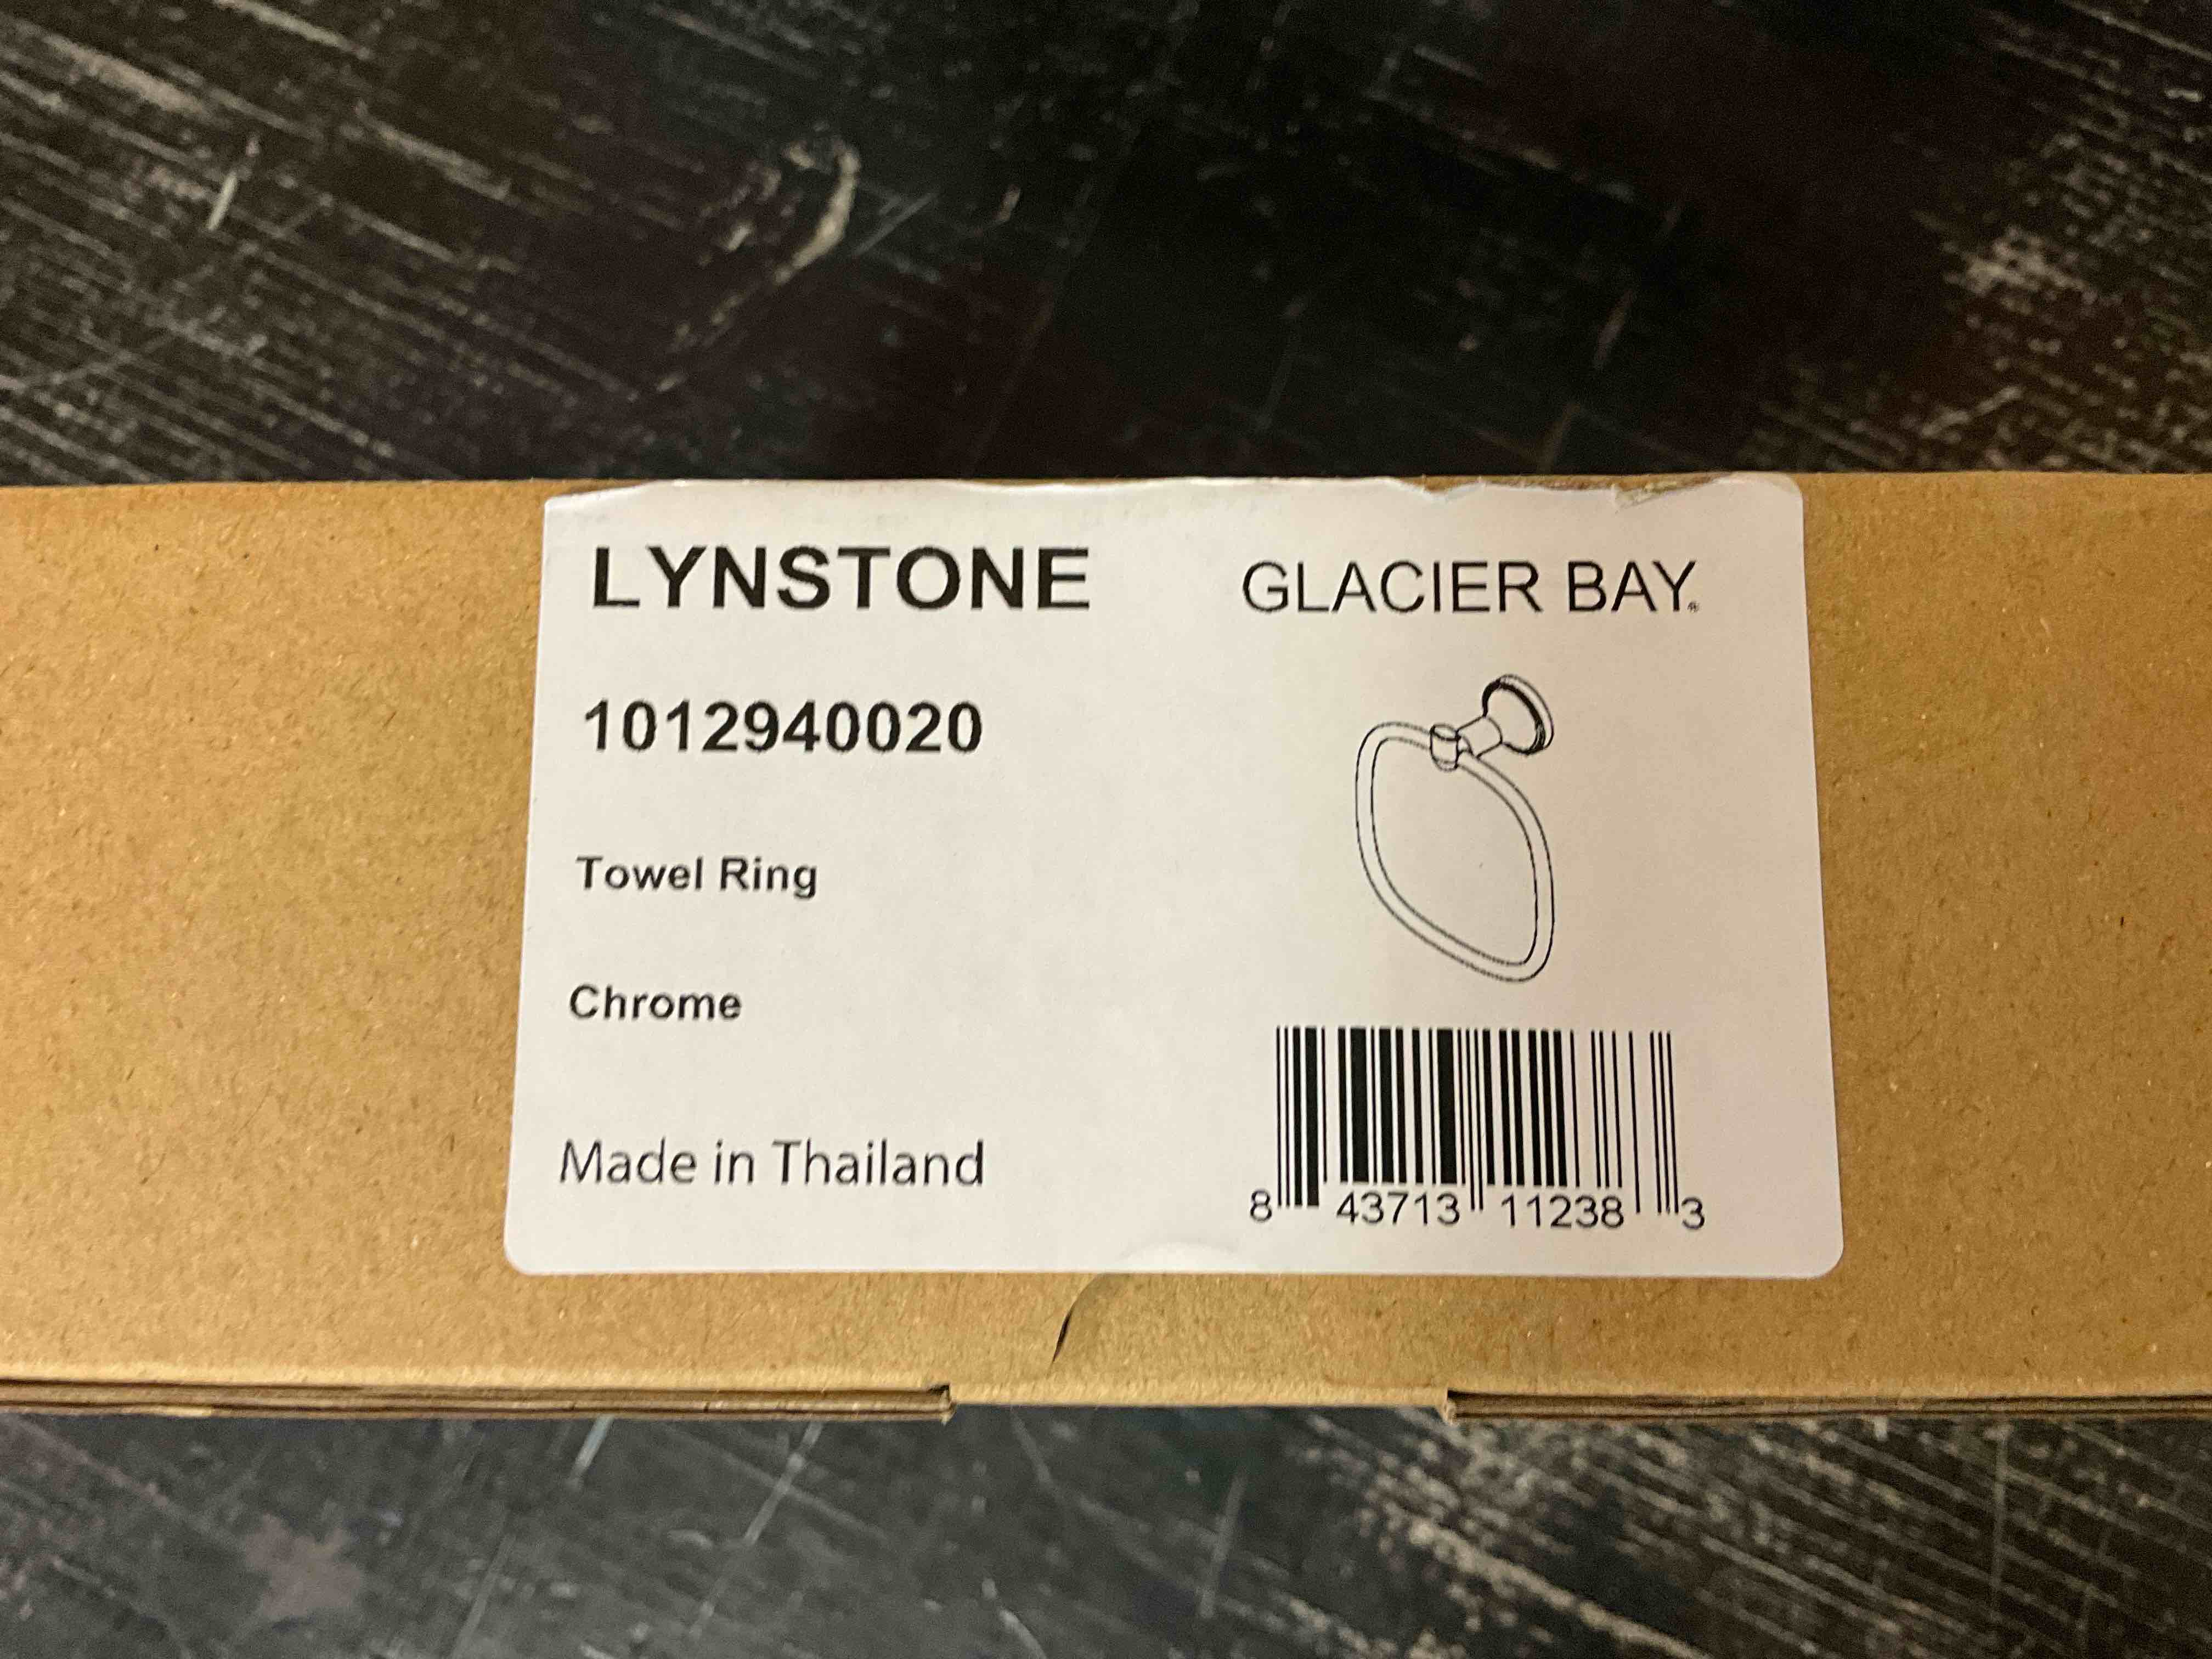 LYNSTONE
GLACIER BAY®
1012940020
Towel Ring
Chrome
Made in Thailand
8 43713 11238 3